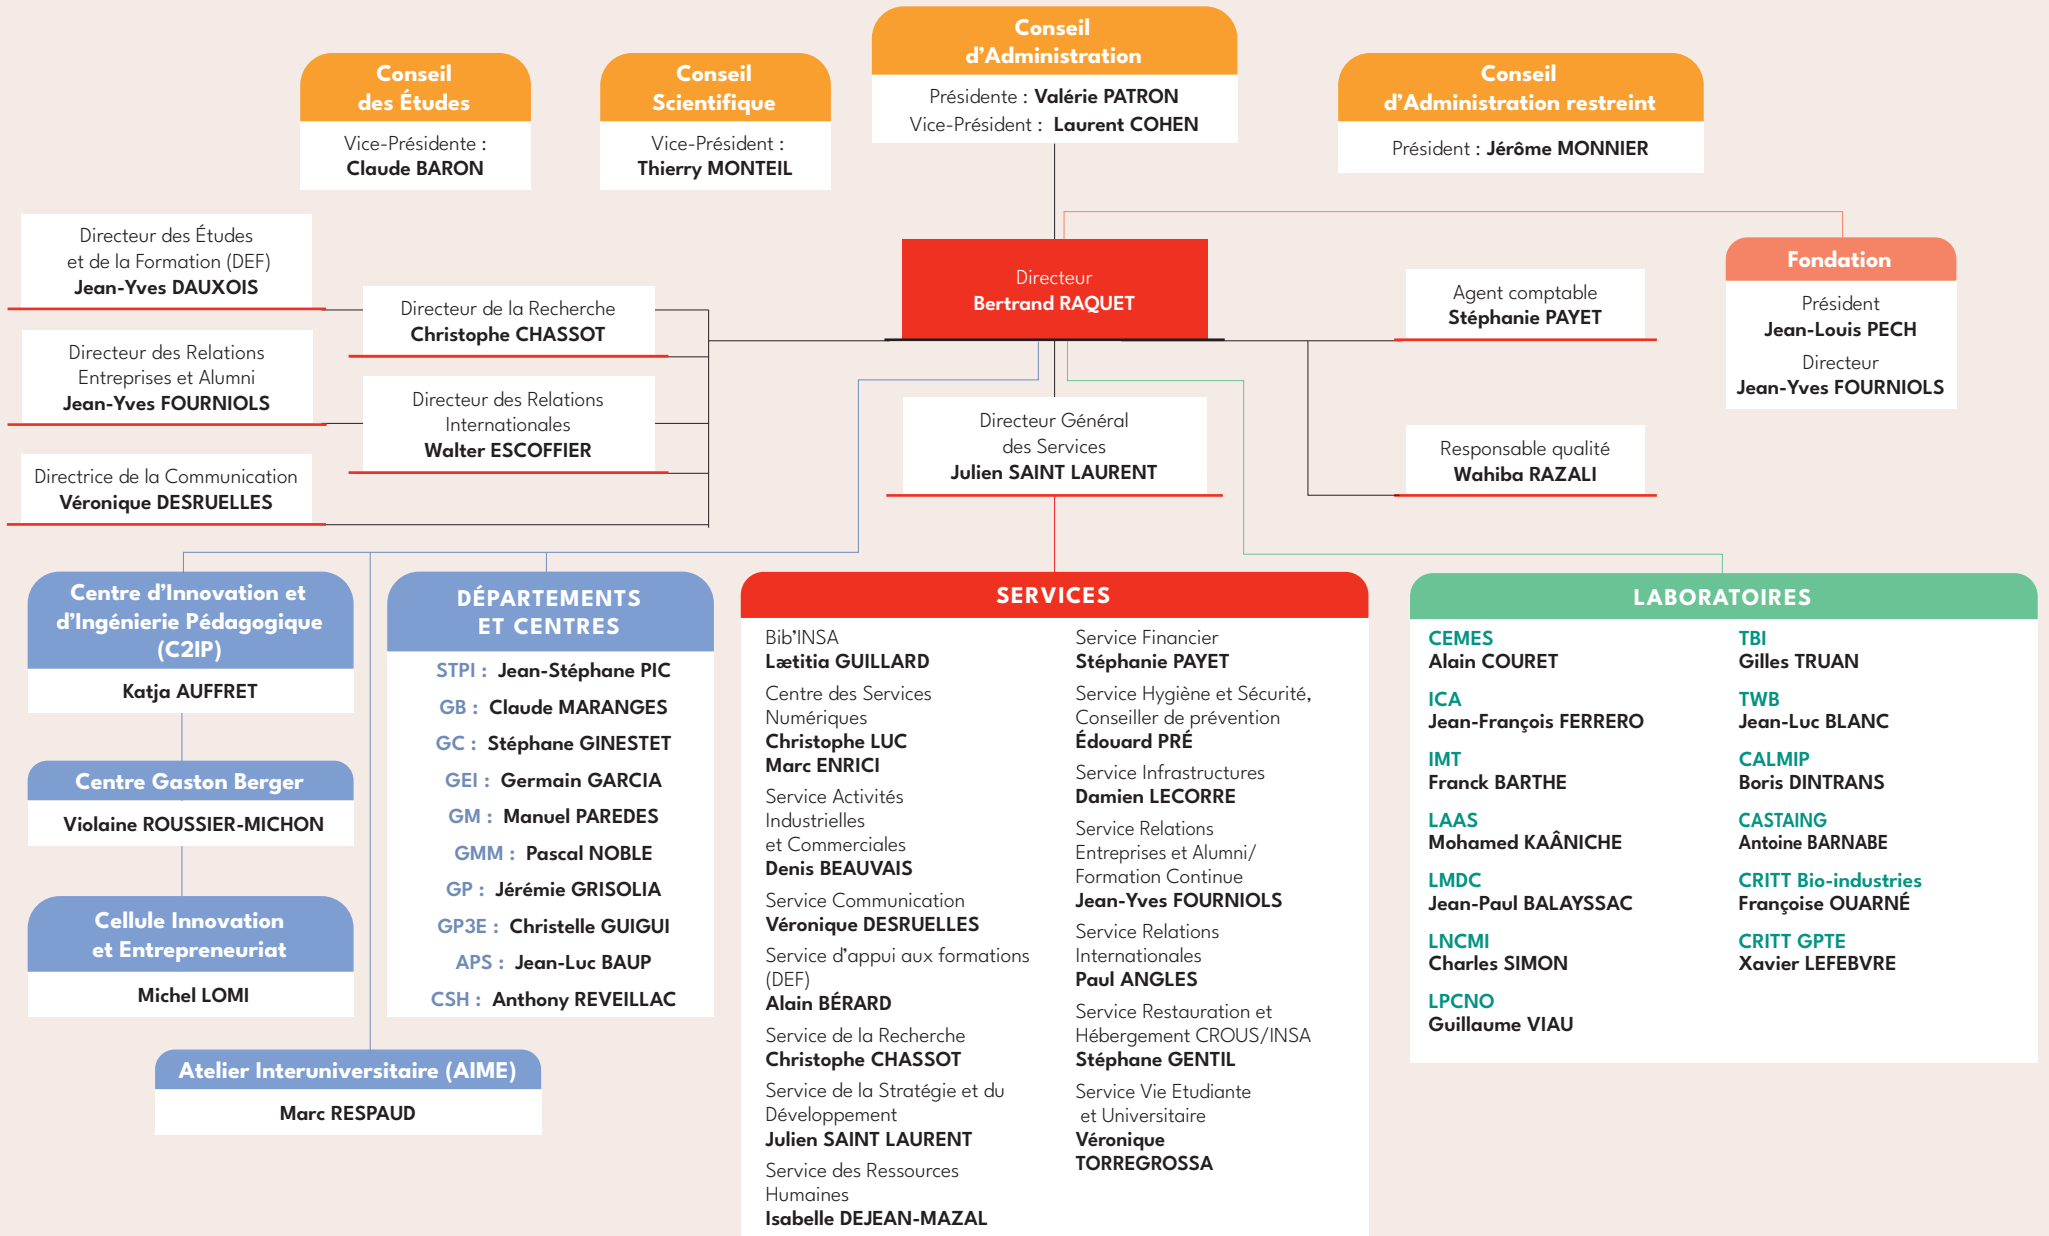 Conseil
des Études
Vice-Présidente :
Claude BARON
Conseil
Scientifique
Vice-Président :
Thierry MONTEIL
Conseil
d’Administration
Présidente : Valérie PATRON
Vice-Président : Laurent COHEN
Conseil
d’Administration restreint
Président : Jérôme MONNIER
Directeur des Études
et de la Formation (DEF)
Jean-Yves DAUXOIS
Directeur des Relations
Entreprises et Alumni
Jean-Yves FOURNIOLS
Directrice de la Communication
Véronique DESRUELLES
Directeur de la Recherche
Christophe CHASSOT
Directeur des Relations
Internationales
Walter ESCOFFIER
Directeur
Bertrand RAQUET
Directeur Général
des Services
Julien SAINT LAURENT
Agent comptable
Stéphanie PAYET
Responsable qualité
Wahiba RAZALI
Fondation
Président
Jean-Louis PECH
Directeur
Jean-Yves FOURNIOLS
Centre d’Innovation et
d’Ingénierie Pédagogique
(C2IP)
Katja AUFFRET
Centre Gaston Berger
Violaine ROUSSIER-MICHON
Cellule Innovation
et Entrepreneuriat
Michel LOMI
Atelier Interuniversitaire (AIME)
Marc RESPAUD
DÉPARTEMENTS
ET CENTRES
STPI : Jean-Stéphane PIC
GB : Claude MARANGES
GC : Stéphane GINESTET
GEI : Germain GARCIA
GM : Manuel PAREDES
GMM : Pascal NOBLE
GP : Jérémie GRISOLIA
GP3E : Christelle GUIGUI
APS : Jean-Luc BAUP
CSH : Anthony REVEILLAC
SERVICES
Bib’INSA
Lætitia GUILLARD
Centre des Services
Numériques
Christophe LUC
Marc ENRICI
Service Activités
Industrielles
et Commerciales
Denis BEAUVAIS
Service Communication
Véronique DESRUELLES
Service d’appui aux formations
(DEF)
Alain BÉRARD
Service de la Recherche
Christophe CHASSOT
Service de la Stratégie et du
Développement
Julien SAINT LAURENT
Service des Ressources
Humaines
Isabelle DEJEAN-MAZAL
Service Financier
Stéphanie PAYET
Service Hygiène et Sécurité,
Conseiller de prévention
Édouard PRÉ
Service Infrastructures
Damien LECORRE
Service Relations
Entreprises et Alumni/
Formation Continue
Jean-Yves FOURNIOLS
Service Relations
Internationales
Paul ANGLES
Service Restauration et
Hébergement CROUS/INSA
Stéphane GENTIL
Service Vie Etudiante
et Universitaire
Véronique
TORREGROSSA
LABORATOIRES
CEMES
Alain COURET
ICA
Jean-François FERRERO
IMT
Franck BARTHE
LAAS
Mohamed KAÂNICHE
LMDC
Jean-Paul BALAYSSAC
LNCMI
Charles SIMON
LPCNO
Guillaume VIAU
TBI
Gilles TRUAN
TWB
Jean-Luc BLANC
CALMIP
Boris DINTRANS
CASTAING
Antoine BARNABE
CRITT Bio-industries
Françoise OUARNÉ
CRITT GPTE
Xavier LEFEBVRE